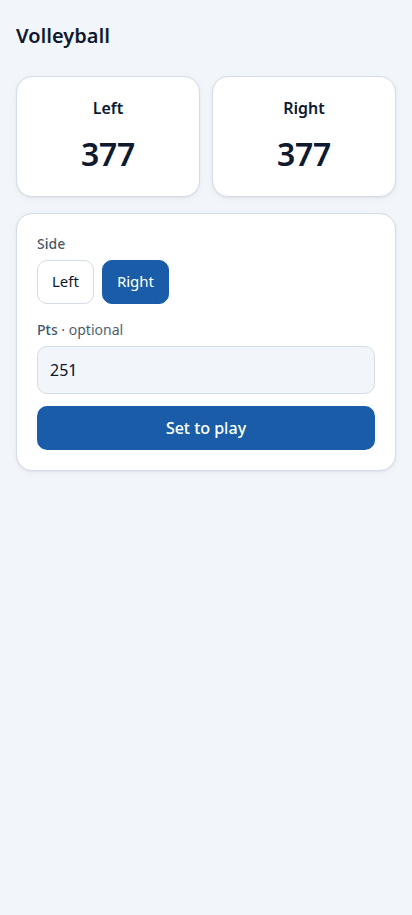 Volleyball
Left
Right
377
377
Side
Left
Right
Pts · optional
251
Set to play